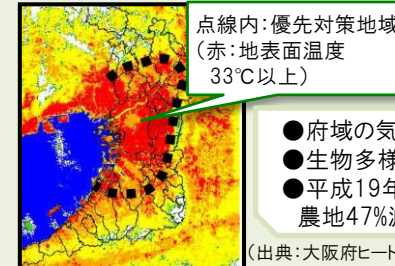 点線内:優先対策地域
(赤:地表面温度
33℃以上)
●府域の気
●生物多様
●平成19年
農地47%
(出典:大阪府ヒート